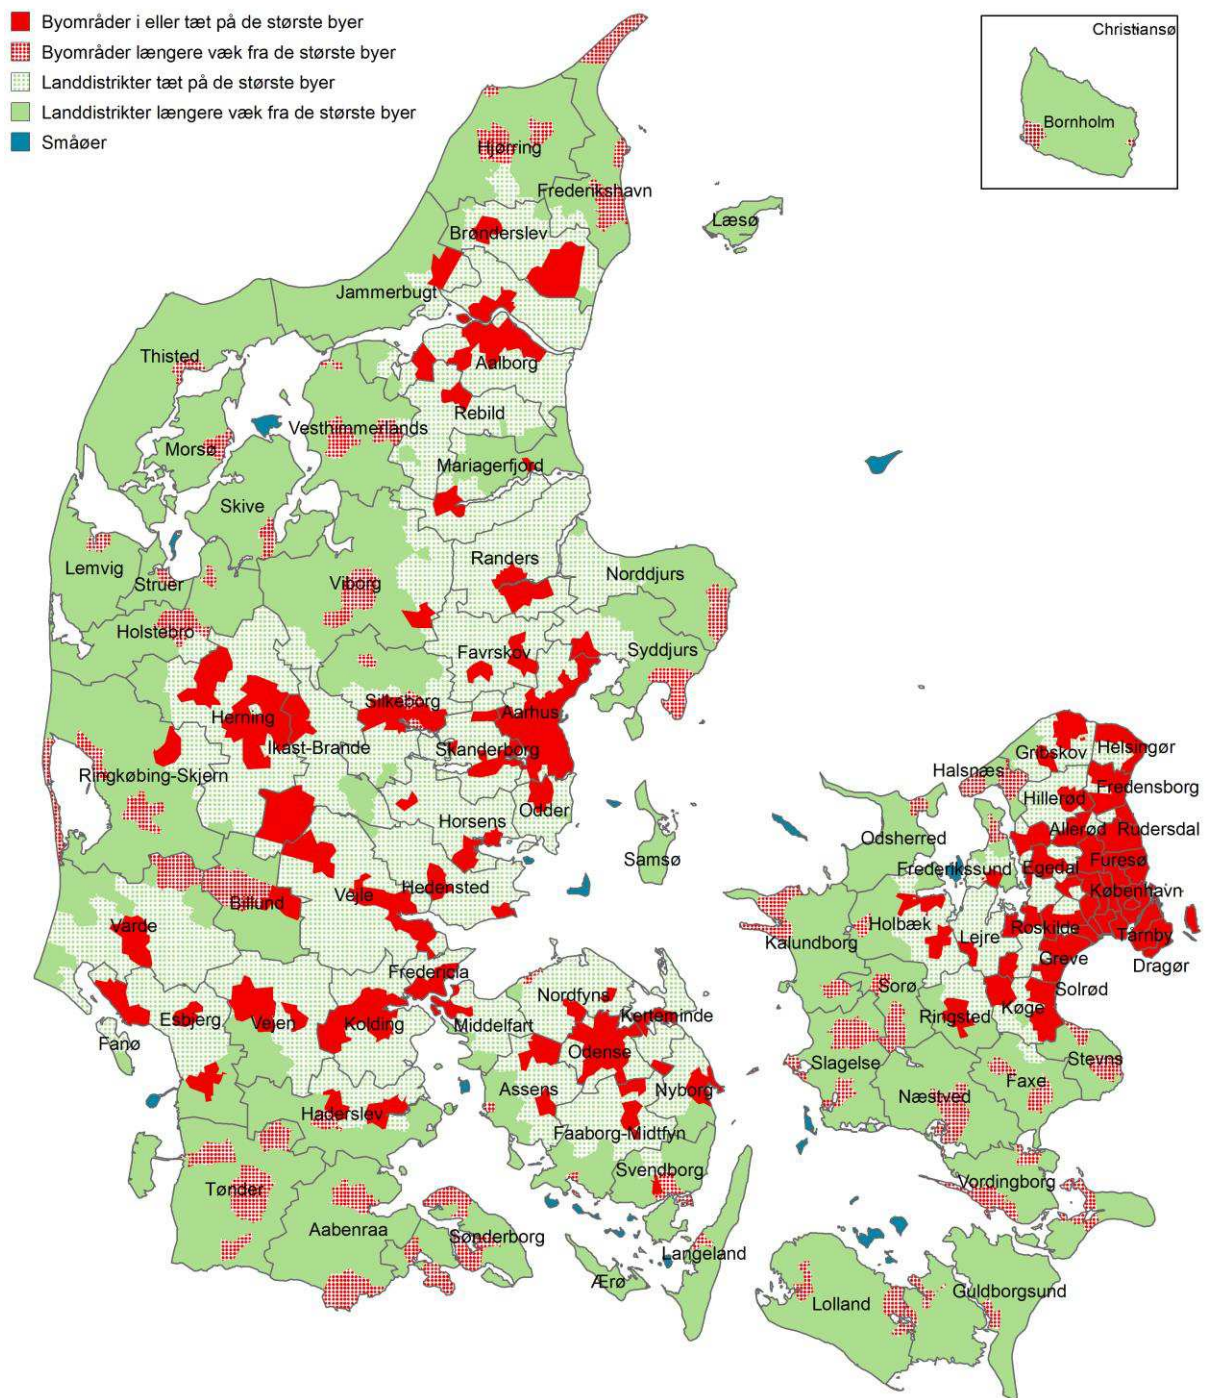 Byområder i eller tæt på de største byer
Byområder længere væk fra de største byer
Landdistrikter tæt på de største byer
Landdistrikter længere væk fra de største byer
Småøer
Christiansø
Bornholm
Hjørring
Frederikshavn
Læsø
Brønderslev
Jammerbugt
Thisted
Aalborg
Rebild
Vesthimmerlands
Morsø
Mariagerfjord
Skive
Randers
Lemvig
Struer
Viborg
Norddjurs
Holstebro
Favrskov
Syddjurs
Silkeborg
Aarhus
Herning
Ikast-Brande
Skanderborg
Ringkøbing-Skjern
Odder
Horsens
Samsø
Gribskov
Helsingør
Halsnæs
Fredensborg
Hillerød
Odsherred
Allerød
Rudersdal
Frederikssund
Egedal
Furesø
København
Billund
Vejle
Hedensted
Varde
Holbæk
Lejre
Roskilde
Tårnby
Kalundborg
Greve
Dragør
Fredericia
Sorø
Solrød
Nordfyns
Esbjerg
Vejen
Kolding
Middelfart
Kerteminde
Ringsted
Køge
Fanø
Odense
Slagelse
Stevns
Assens
Nyborg
Næstved
Faxe
Haderslev
Faaborg-Midtfyn
Svendborg
Tønder
Vordingborg
Aabenraa
Sønderborg
Langeland
Ærø
Lolland
Guldborgsund